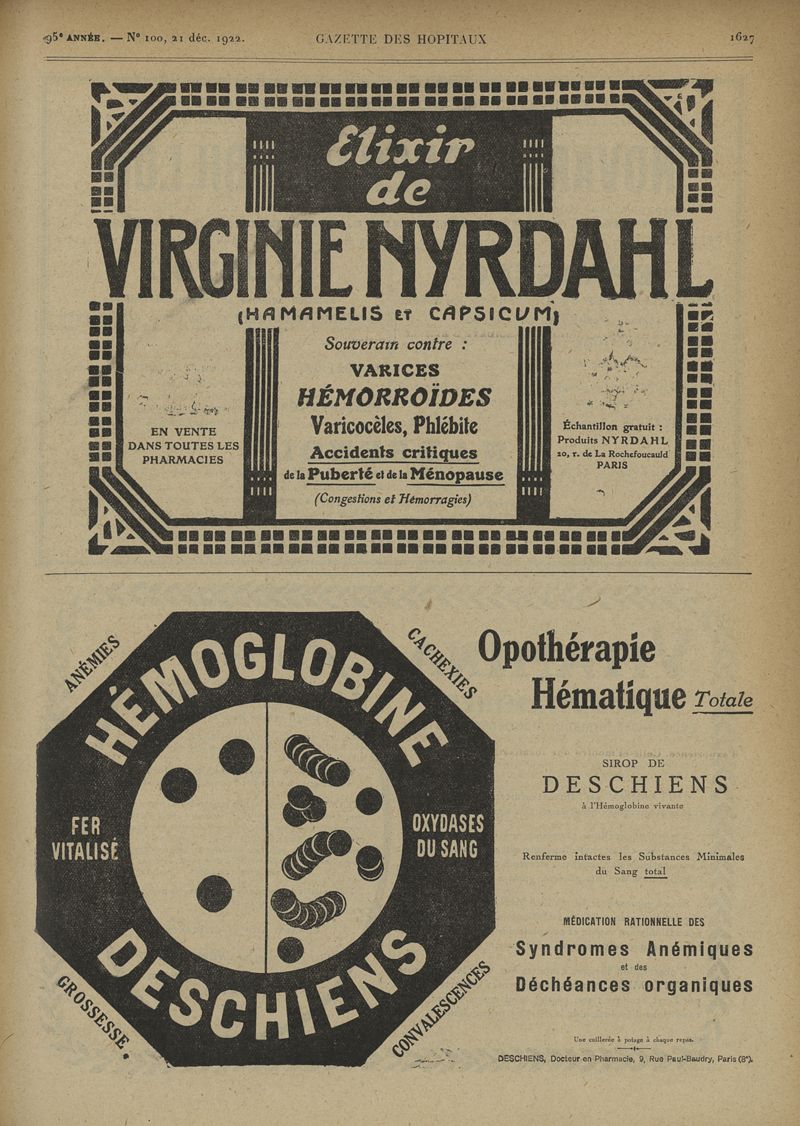 95e ANNÉE. — No 100, 21 déc. 1922. GAZETTE DES HOPITAUX 1627
Elixir
de
VIRGINIE NYRDAHL
(HAMAMELIS ET CAPSICUM)
Souverain contre :
VARICES
HÉMORROÏDES
Varicocèles, Phlébite
Accidents critiques
de la Puberté et de la Ménopause
(Congestions et Hémorragies)
EN VENTE
DANS TOUTES LES
PHARMACIES
Échantillon gratuit :
Produits NYRDAHL
20, r. de La Rochefoucauld
PARIS
ANÉMIES
CACHEXIES
HÉMOGLOBINE
FER
VITALISÉ
OXYDASES
DU SANG
DESCHIENS
GROSSESSE.
CONVALESCENCES
Opothérapie
Hématique Totale
SIROP DE
DESCHIENS
à l'Hémoglobine vivante
Renferme intactes les Substances Minimales
du Sang total
MÉDICATION RATIONNELLE DES
Syndromes Anémiques
et des
Déchéances organiques
Une cuillerée à potage à chaque repas.
DESCHIENS, Docteur en Pharmacie, 9, Rue Paul-Baudry, Paris (8e).